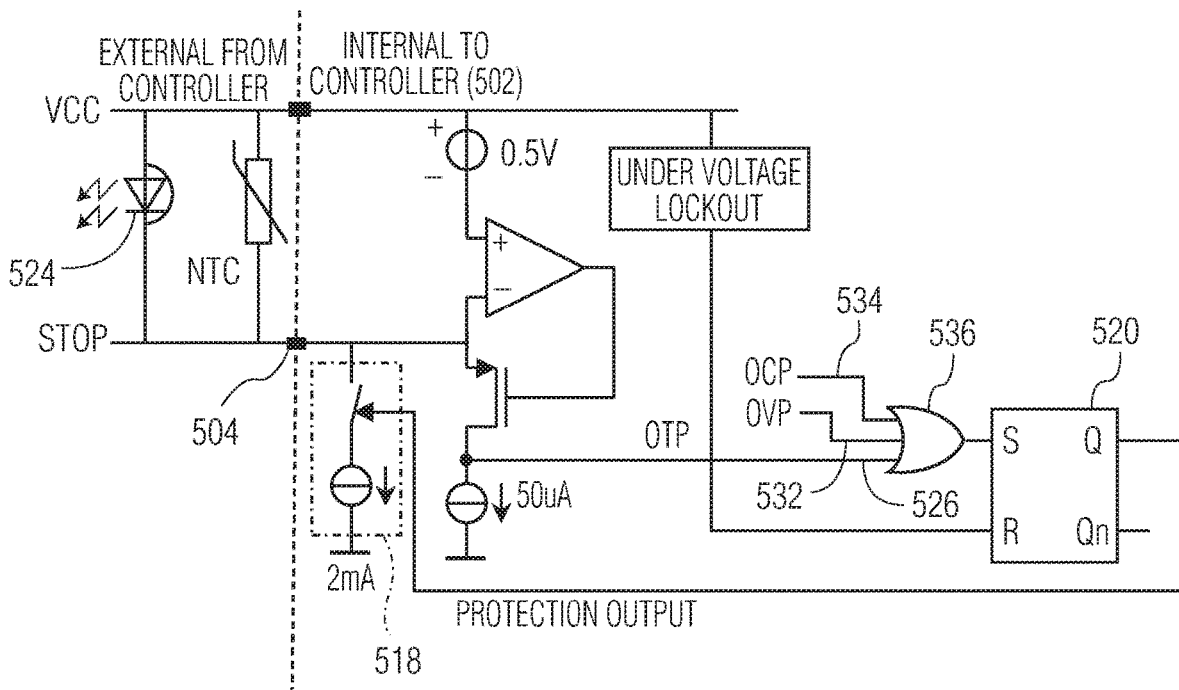 EXTERNAL FROM
CONTROLLER
INTERNAL TO
CONTROLLER (502)
VCC
+
0.5V
−
UNDER VOLTAGE
LOCKOUT
+
−
524
NTC
STOP
504
534
536
520
OCP
OVP
OTP
S
Q
532
526
50uA
R
Qn
2mA
PROTECTION OUTPUT
518